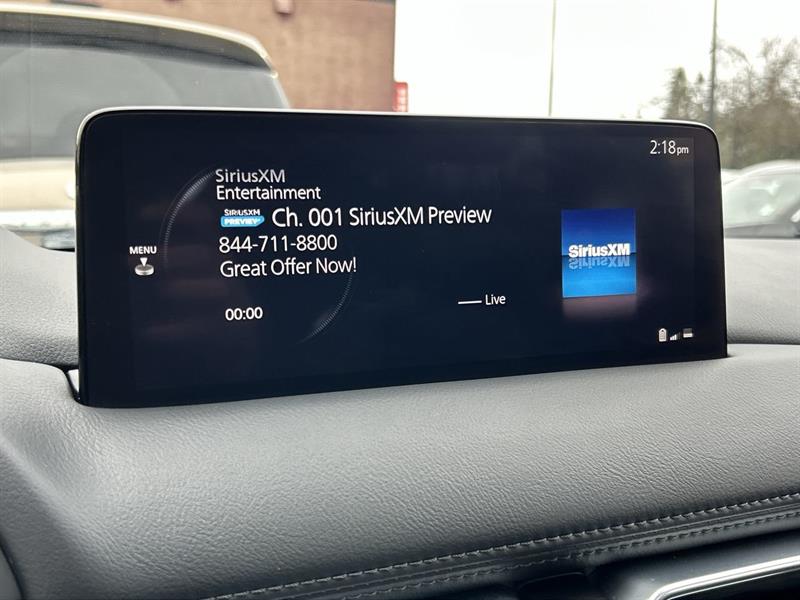 2:18pm
SiriusXM
Entertainment
SIRIUSXM PREVIEW Ch. 001 SiriusXM Preview
844-711-8800
Great Offer Now!
MENU
SiriusXM
00:00
Live